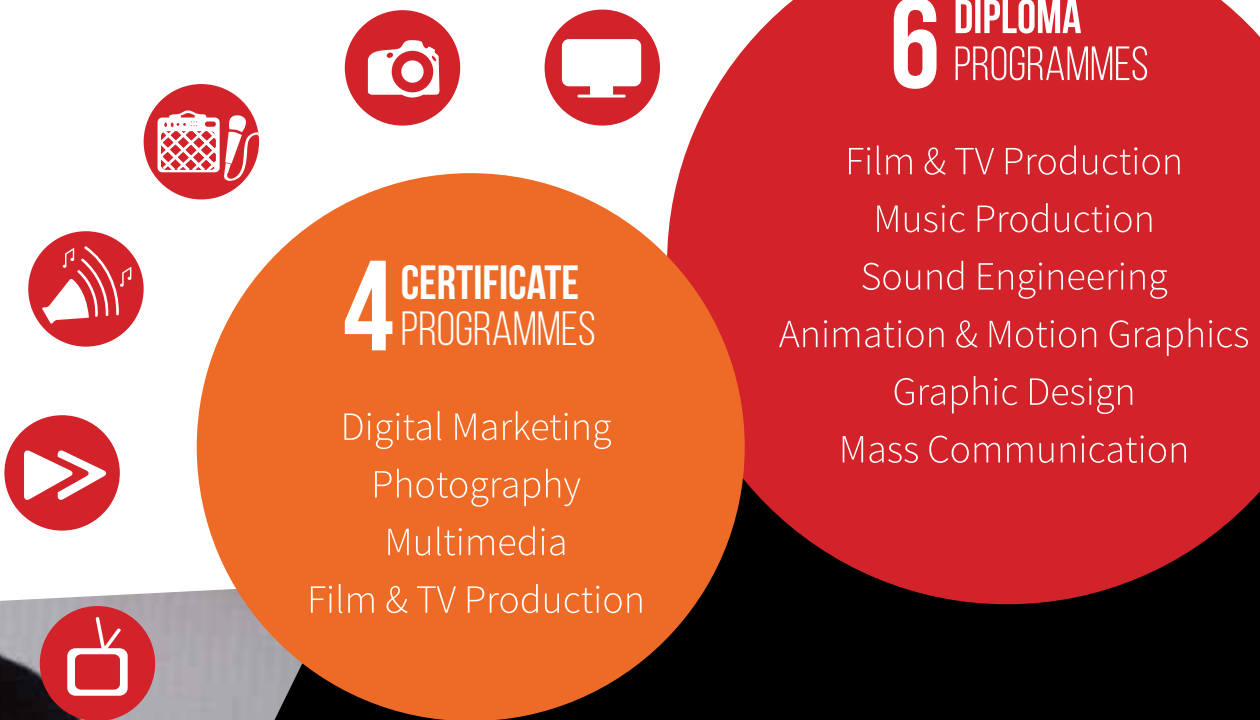 6 DIPLOMA
PROGRAMMES
Film & TV Production
Music Production
Sound Engineering
Animation & Motion Graphics
Graphic Design
Mass Communication
4 CERTIFICATE
PROGRAMMES
Digital Marketing
Photography
Multimedia
Film & TV Production